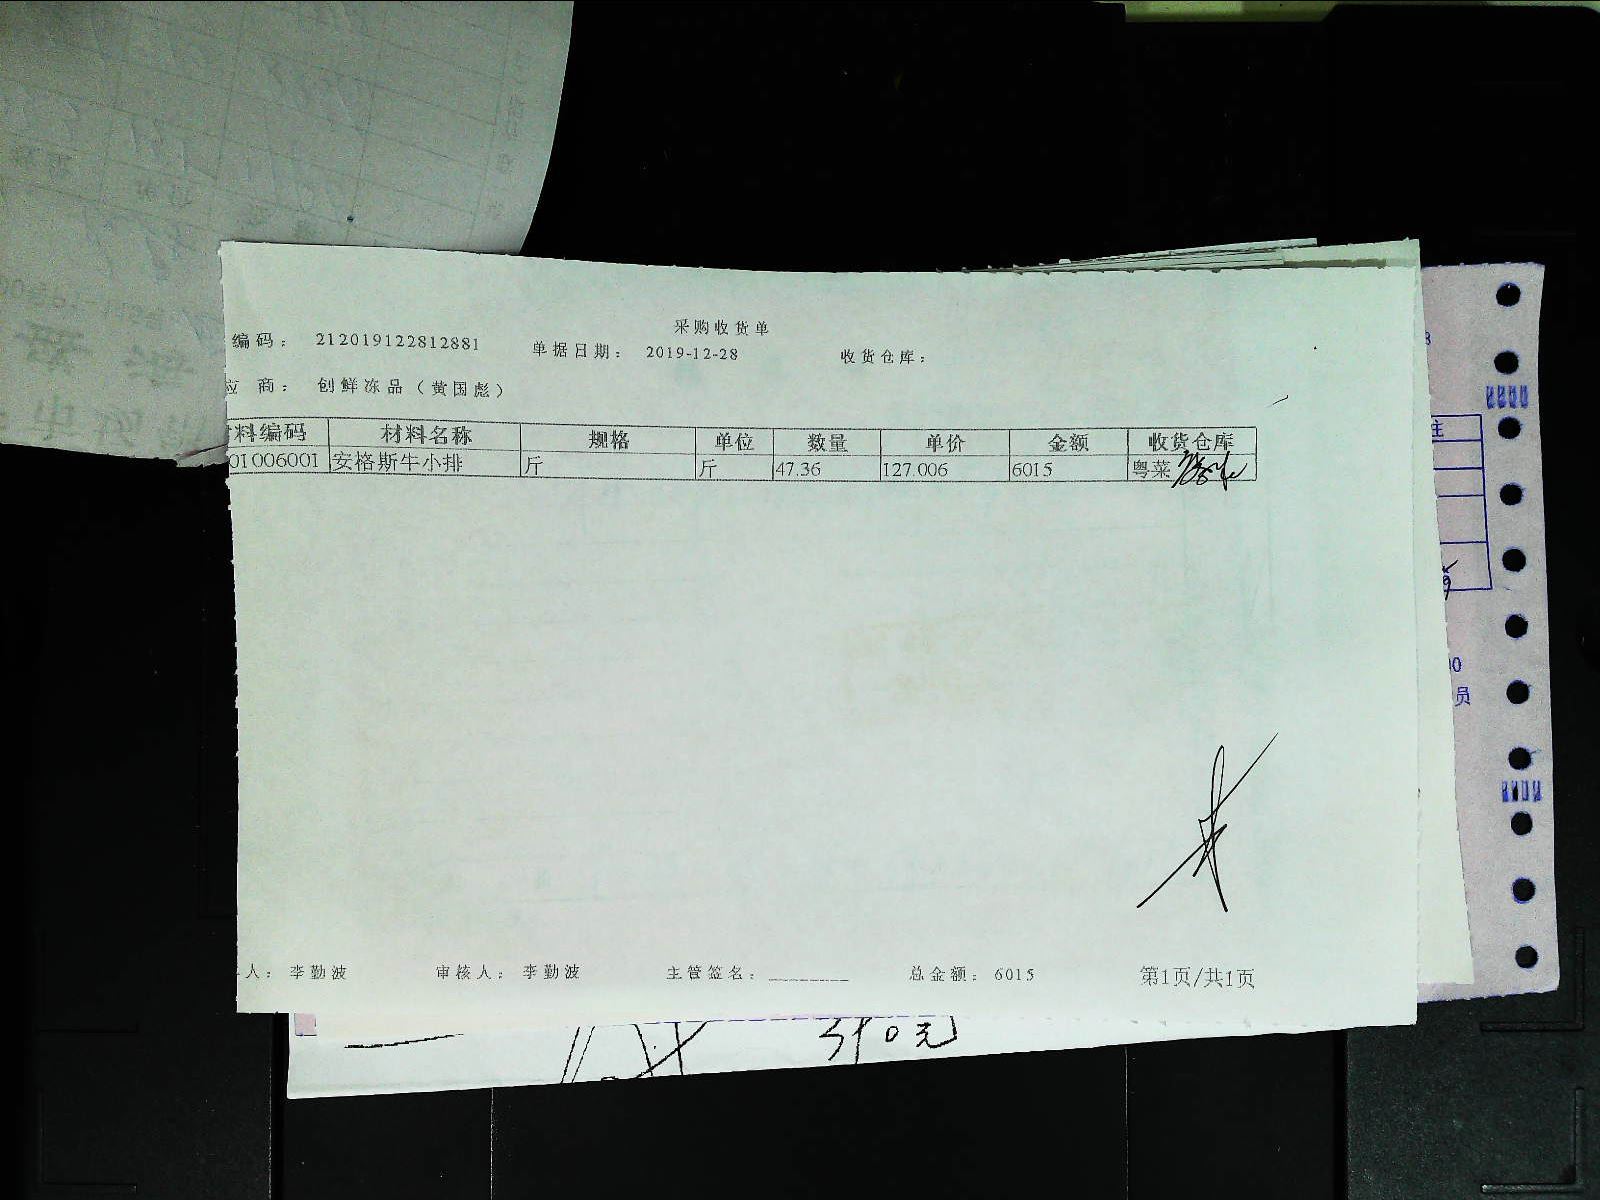 采购收货单
编码： 212019122812881 单据日期： 2019-12-28 收货仓库：
应 商： 创鲜冻品（黄国彪）
材料编码 材料名称 规格 单位 数量 单价 金额 收货仓库
01006001 安格斯牛小排 斤 斤 47.36 127.006 6015 粤菜
人： 李勤波 审核人： 李勤波 主管签名： 总金额： 6015 第1页/共1页
员